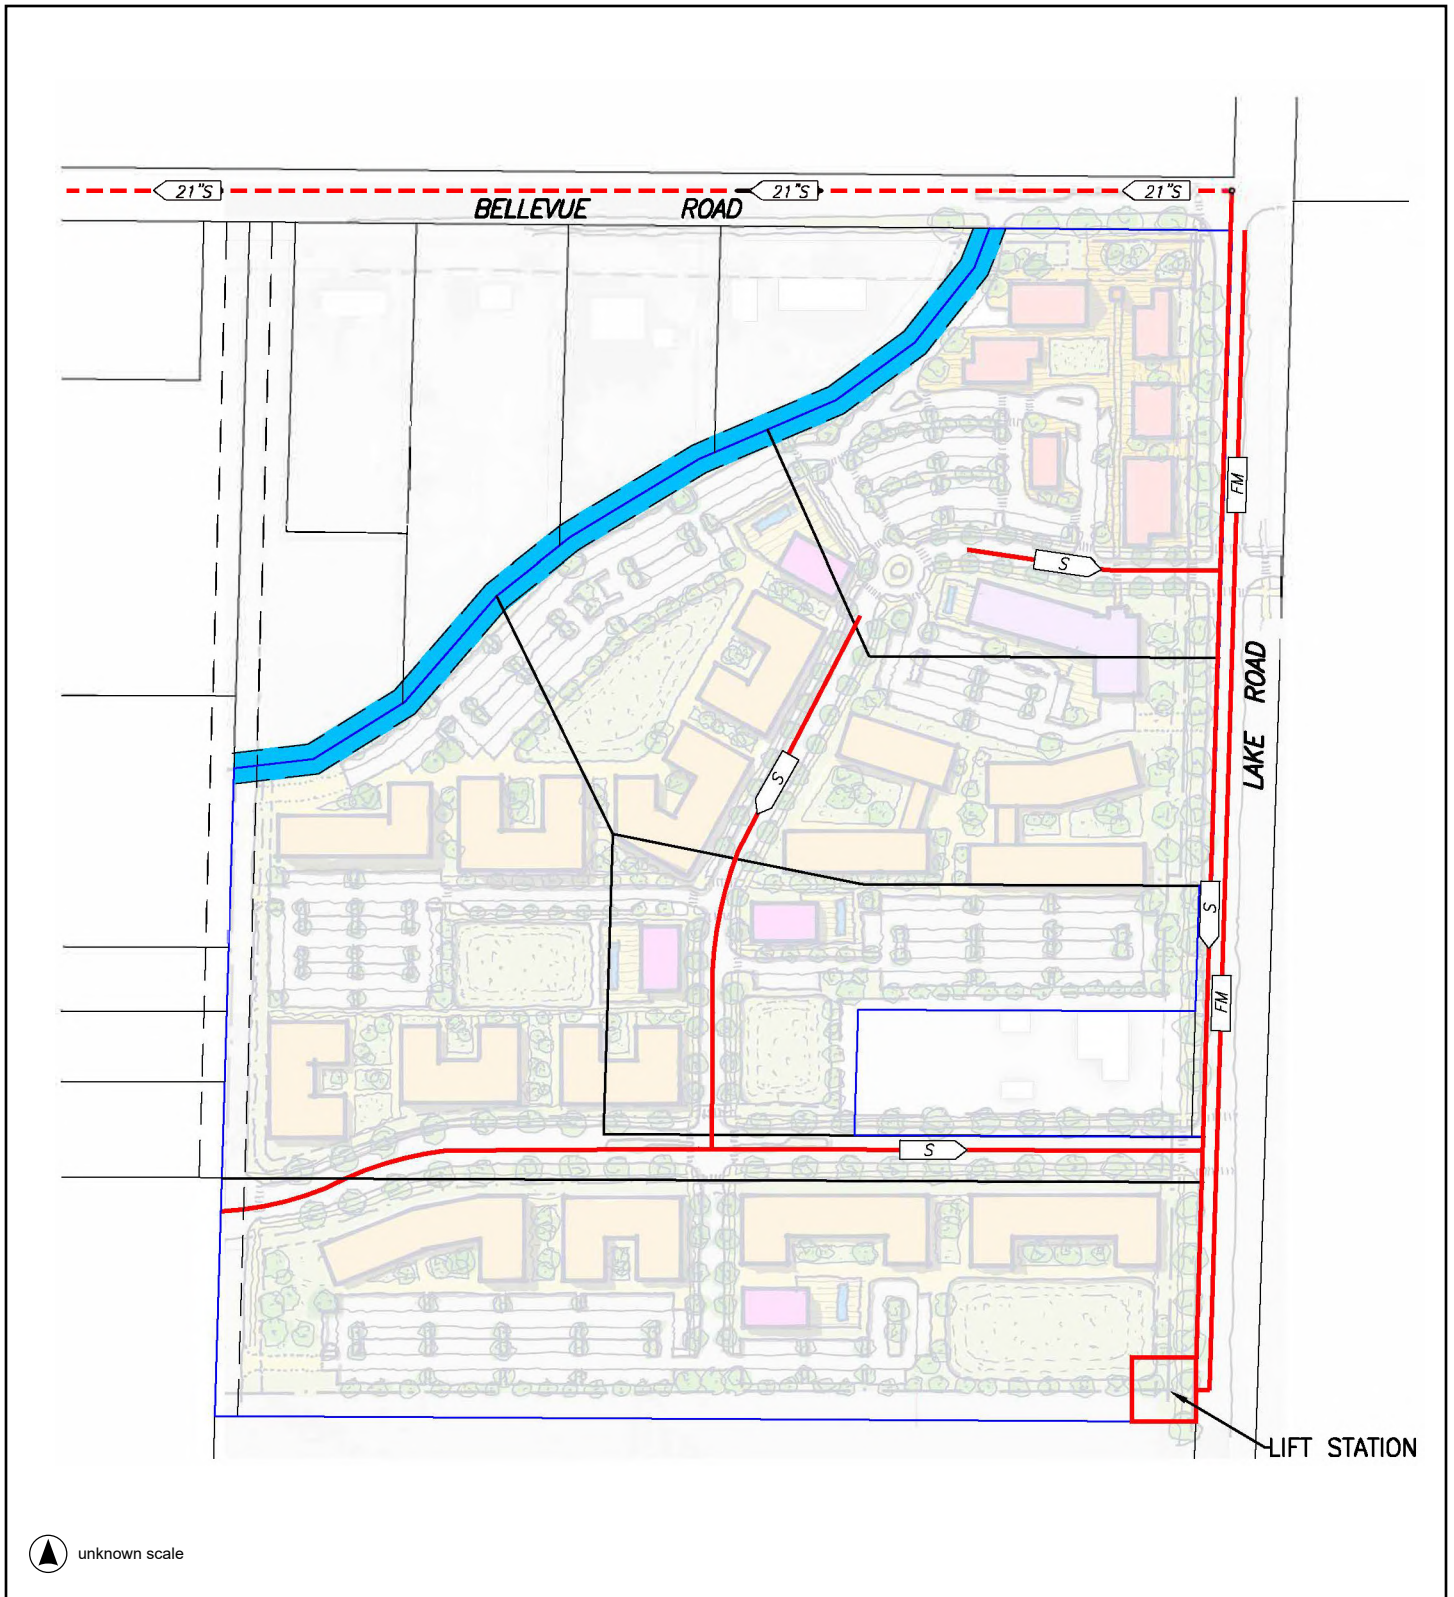 21"S 21"S 21"S
BELLEVUE ROAD
FM
S
LAKE ROAD
S
S
FM
S
LIFT STATION
unknown scale